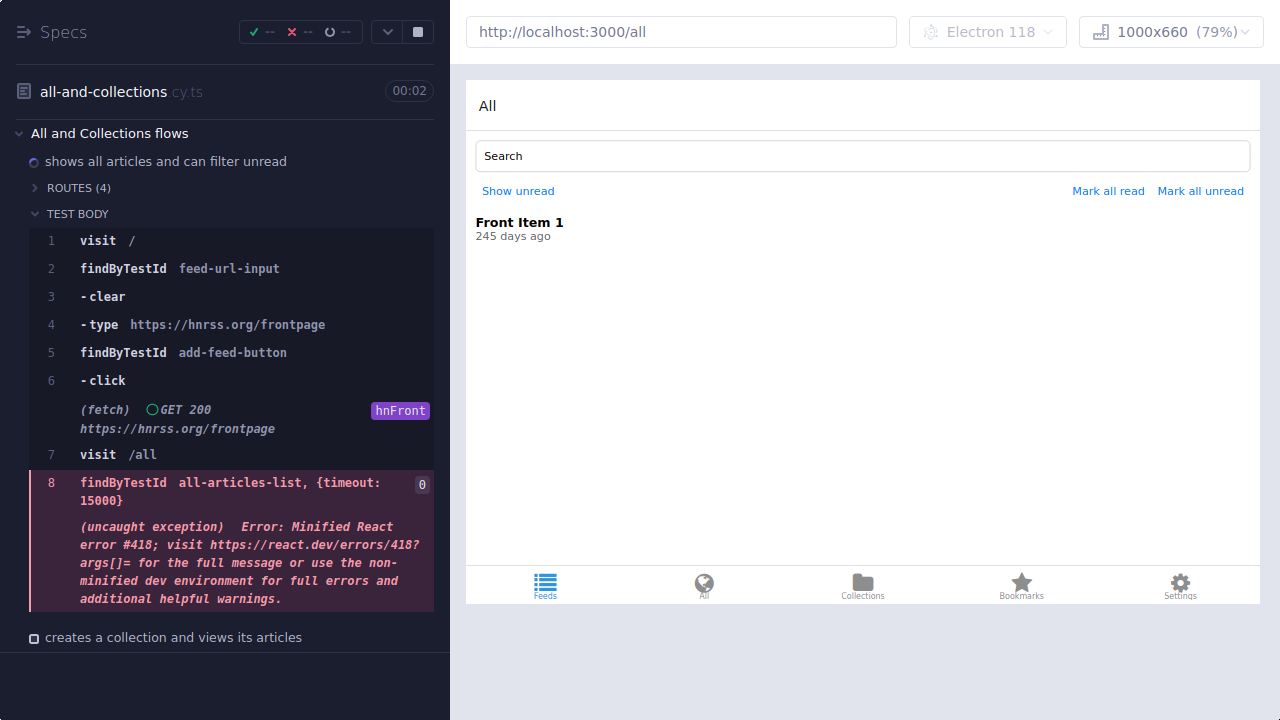 Specs
-- -- --
all-and-collections.cy.ts
00:02
All and Collections flows
shows all articles and can filter unread
ROUTES (4)
TEST BODY
1 visit /
2 findByTestId feed-url-input
3 -clear
4 -type https://hnrss.org/frontpage
5 findByTestId add-feed-button
6 -click
(fetch) GET 200 hnFront
https://hnrss.org/frontpage
7 visit /all
8 findByTestId all-articles-list, {timeout: 0
15000}
(uncaught exception) Error: Minified React
error #418; visit https://react.dev/errors/418?
args[]= for the full message or use the non-
minified dev environment for full errors and
additional helpful warnings.
creates a collection and views its articles
http://localhost:3000/all
Electron 118
1000x660 (79%)
All
Search
Show unread
Mark all read Mark all unread
Front Item 1
245 days ago
Feeds All Collections Bookmarks Settings